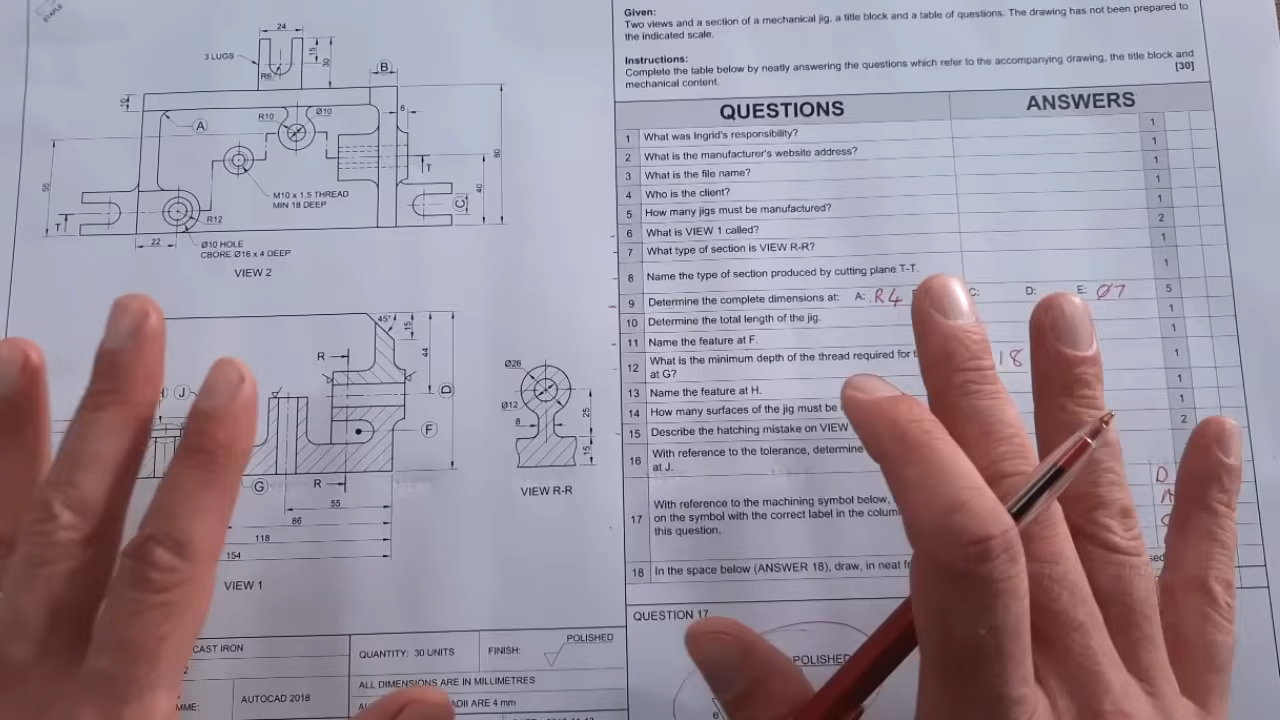 STAPLE
24
3 LUGS
15
30
R6
B
10
A
R10
Ø10
6
55
80
40
T
T
C
M10 x 1,5 THREAD
MIN 18 DEEP
R12
22
Ø10 HOLE
CBORE Ø16 x 4 DEEP
VIEW 2
45°
15
R
44
D
J
F
G
R
55
86
118
154
VIEW 1
Ø26
Ø12
8
25
15
VIEW R-R
CAST IRON
AUTOCAD 2018
QUANTITY: 30 UNITS
FINISH:
POLISHED
ALL DIMENSIONS ARE IN MILLIMETRES
ADII ARE 4 mm
Given:
Two views and a section of a mechanical jig, a title block and a table of questions. The drawing has not been prepared to
the indicated scale.
Instructions:
Complete the table below by neatly answering the questions which refer to the accompanying drawing, the title block and
mechanical content. [30]
QUESTIONS ANSWERS
1 What was Ingrid's responsibility? 1
2 What is the manufacturer's website address? 1
3 What is the file name? 1
4 Who is the client? 1
5 How many jigs must be manufactured? 1
6 What is VIEW 1 called? 2
7 What type of section is VIEW R-R? 1
8 Name the type of section produced by cutting plane T-T. 1
9 Determine the complete dimensions at: A: R4 C: D: E: Ø7 5
10 Determine the total length of the jig. 1
11 Name the feature at F. 1
12 What is the minimum depth of the thread required for 18 1
at G?
13 Name the feature at H. 1
14 How many surfaces of the jig must be 1
15 Describe the hatching mistake on VIEW 2
16 With reference to the tolerance, determine
at J.
17 With reference to the machining symbol below,
on the symbol with the correct label in the
this question.
18 In the space below (ANSWER 18), draw, in neat
QUESTION 17
POLISHED